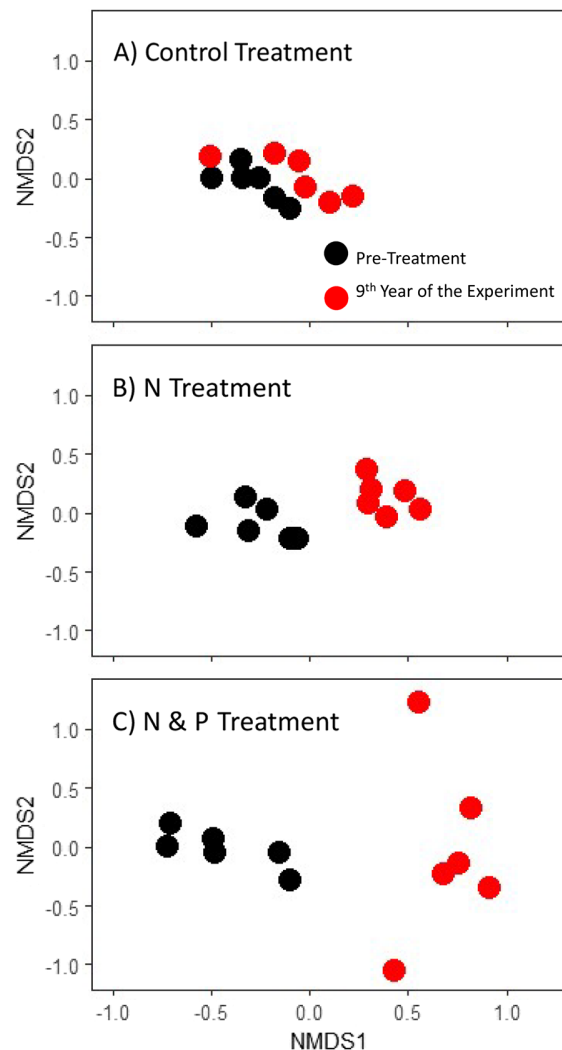 A) Control Treatment
1.0
0.5
0.0
-0.5
-1.0
NMDS2
Pre-Treatment
9th Year of the Experiment
B) N Treatment
1.0
0.5
0.0
-0.5
-1.0
NMDS2
C) N & P Treatment
1.0
0.5
0.0
-0.5
-1.0
NMDS2
-1.0 -0.5 0.0 0.5 1.0
NMDS1